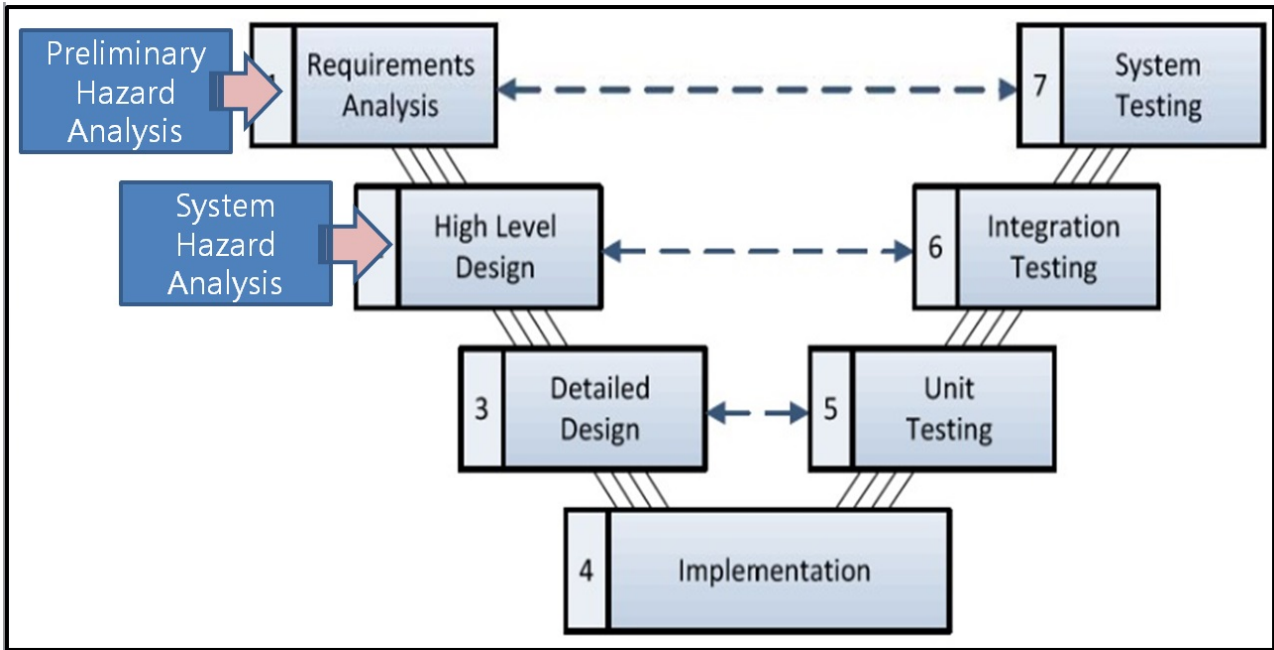 Preliminary
Hazard
Analysis
Requirements
Analysis
7
System
Testing
System
Hazard
Analysis
High Level
Design
6
Integration
Testing
3
Detailed
Design
5
Unit
Testing
4
Implementation